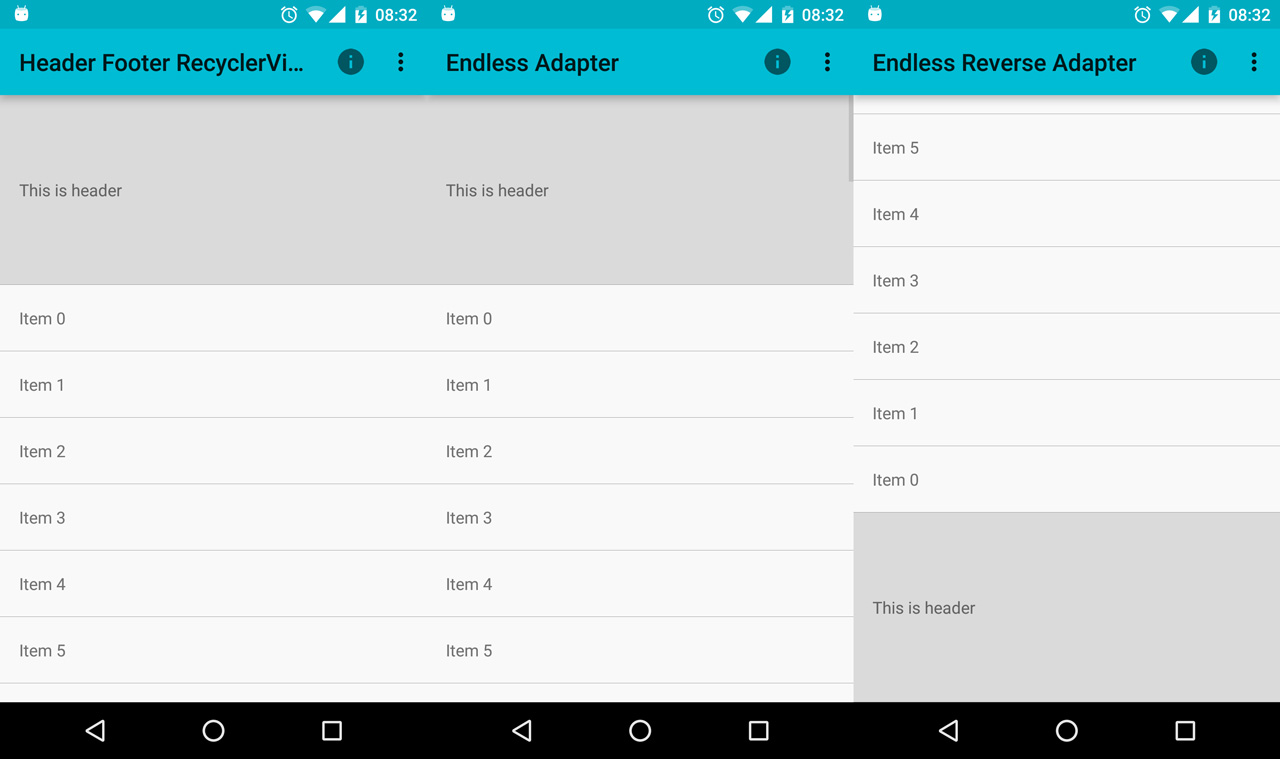 08:32
Header Footer RecyclerVi...
This is header
Item 0
Item 1
Item 2
Item 3
Item 4
Item 5
08:32
Endless Adapter
This is header
Item 0
Item 1
Item 2
Item 3
Item 4
Item 5
08:32
Endless Reverse Adapter
Item 5
Item 4
Item 3
Item 2
Item 1
Item 0
This is header